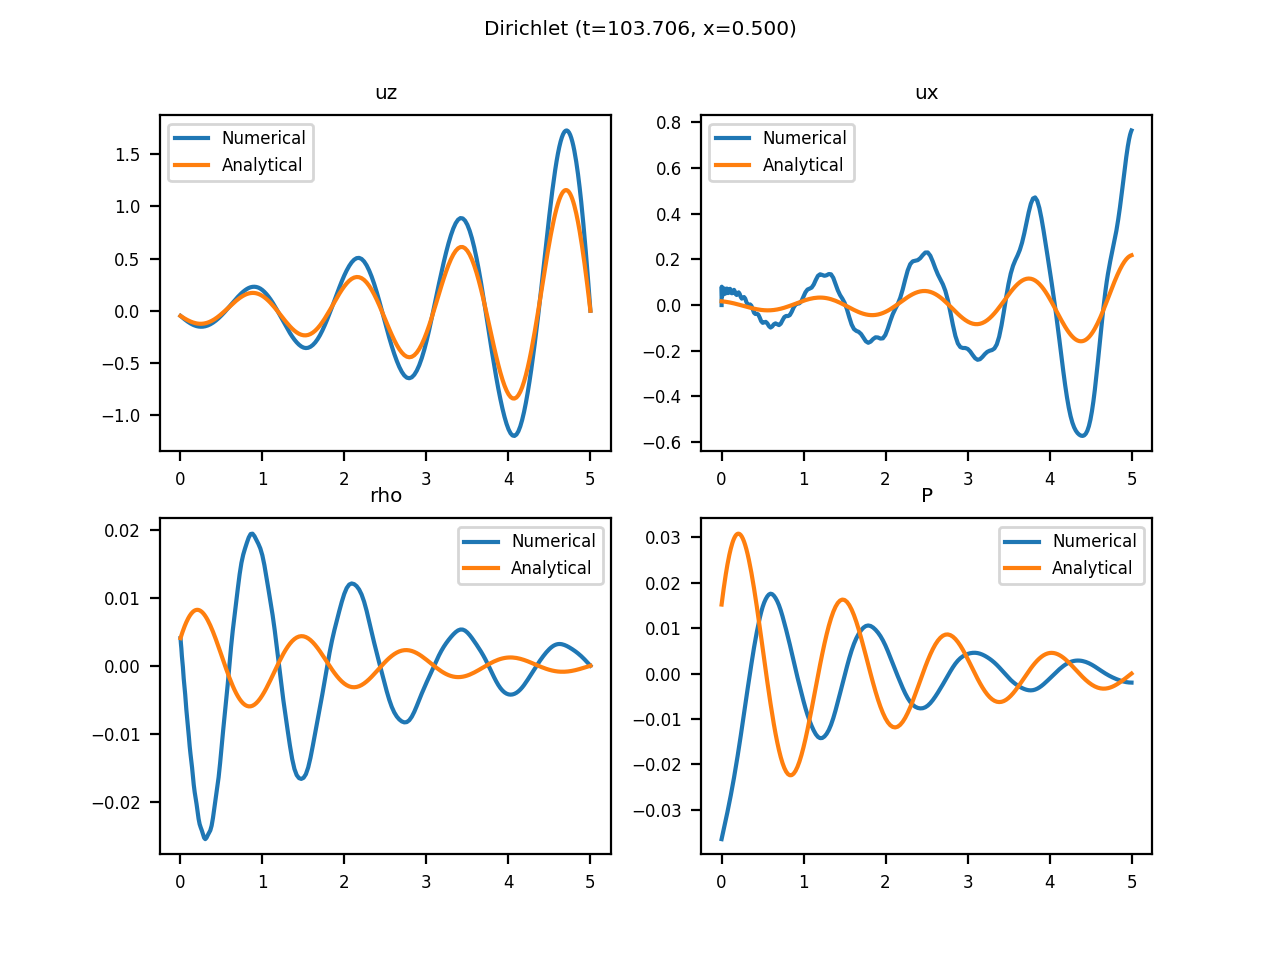 Dirichlet (t=103.706, x=0.500)
uz
Numerical
Analytical
1.5
1.0
0.5
0.0
−0.5
−1.0
0 1 2 3 4 5
ux
Numerical
Analytical
0.8
0.6
0.4
0.2
0.0
−0.2
−0.4
−0.6
0 1 2 3 4 5
rho
Numerical
Analytical
0.02
0.01
0.00
−0.01
−0.02
0 1 2 3 4 5
P
Numerical
Analytical
0.03
0.02
0.01
0.00
−0.01
−0.02
−0.03
0 1 2 3 4 5